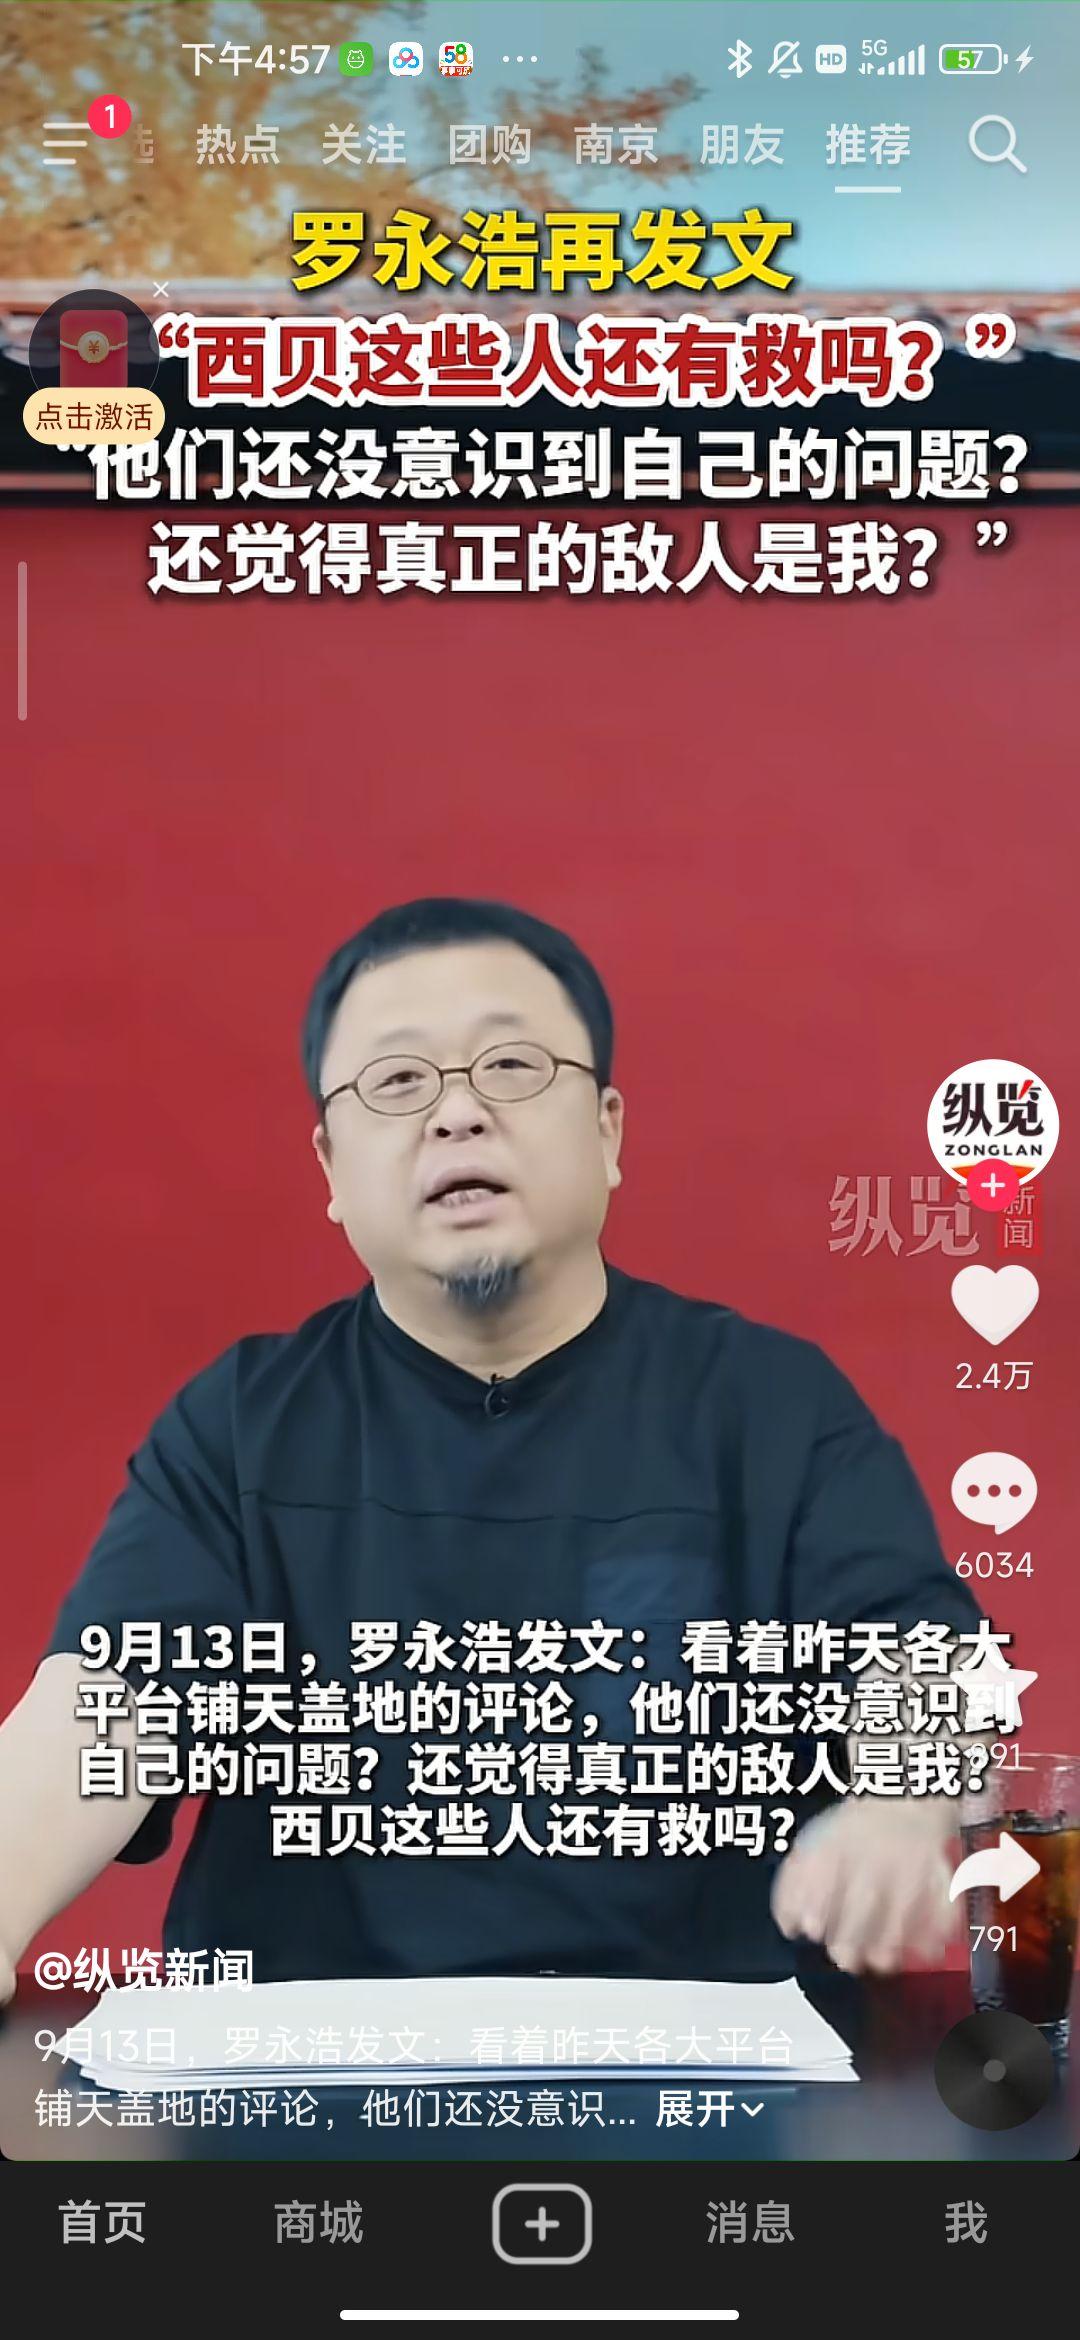 下午4:57
58
HD
5G
57
1
选 热点 关注 团购 南京 朋友 推荐
罗永浩再发文
“西贝这些人还有救吗？”
点击激活
“他们还没意识到自己的问题？
还觉得真正的敌人是我？”
纵览
ZONGLAN
纵览新闻
2.4万
6034
9月13日，罗永浩发文：看着昨天各大
平台铺天盖地的评论，他们还没意识到
自己的问题？还觉得真正的敌人是我？
891
西贝这些人还有救吗？
791
@纵览新闻
9月13日，罗永浩发文：看着昨天各大平台
铺天盖地的评论，他们还没意识... 展开
首页 商城 消息 我